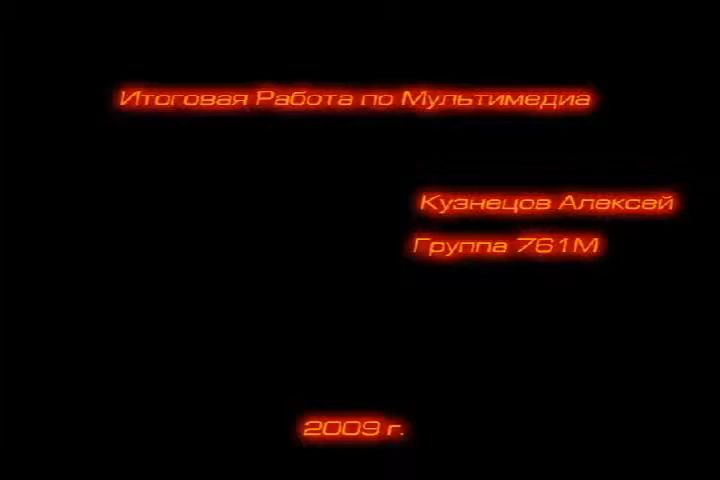 Итоговая Работа по Мультимедиа
Кузнецов Алексей
Группа 761М
2009 г.